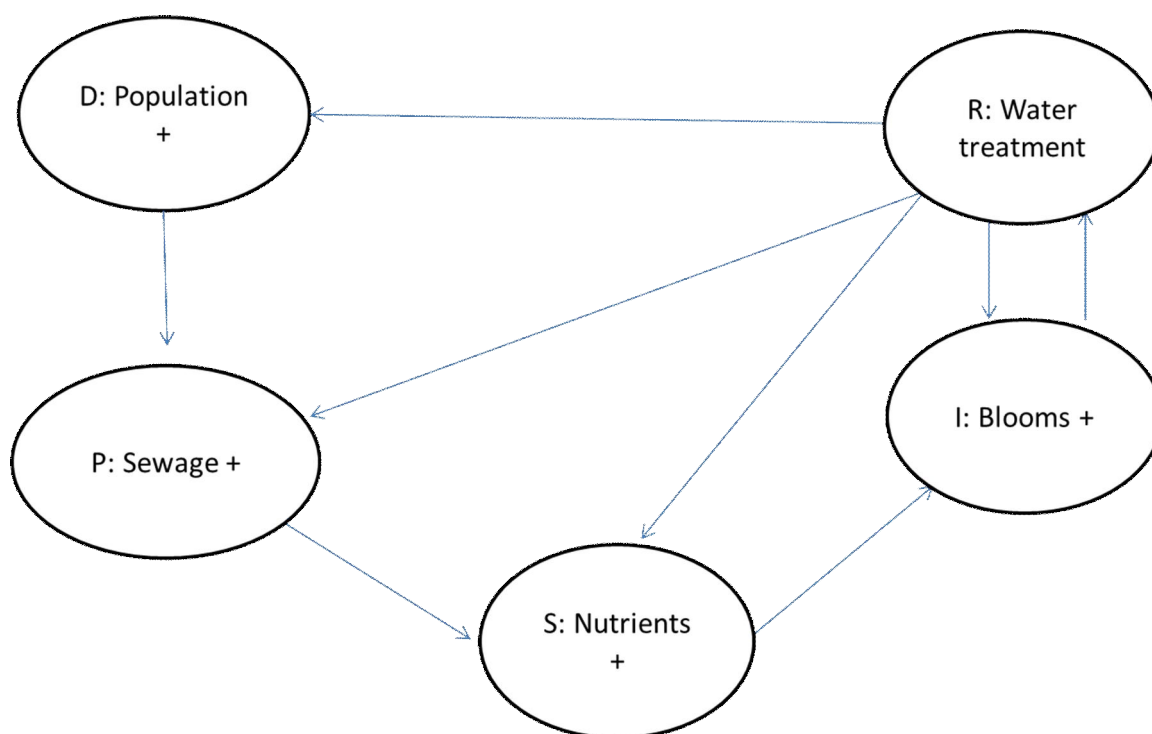 D: Population
+
R: Water
treatment
P: Sewage +
I: Blooms +
S: Nutrients
+